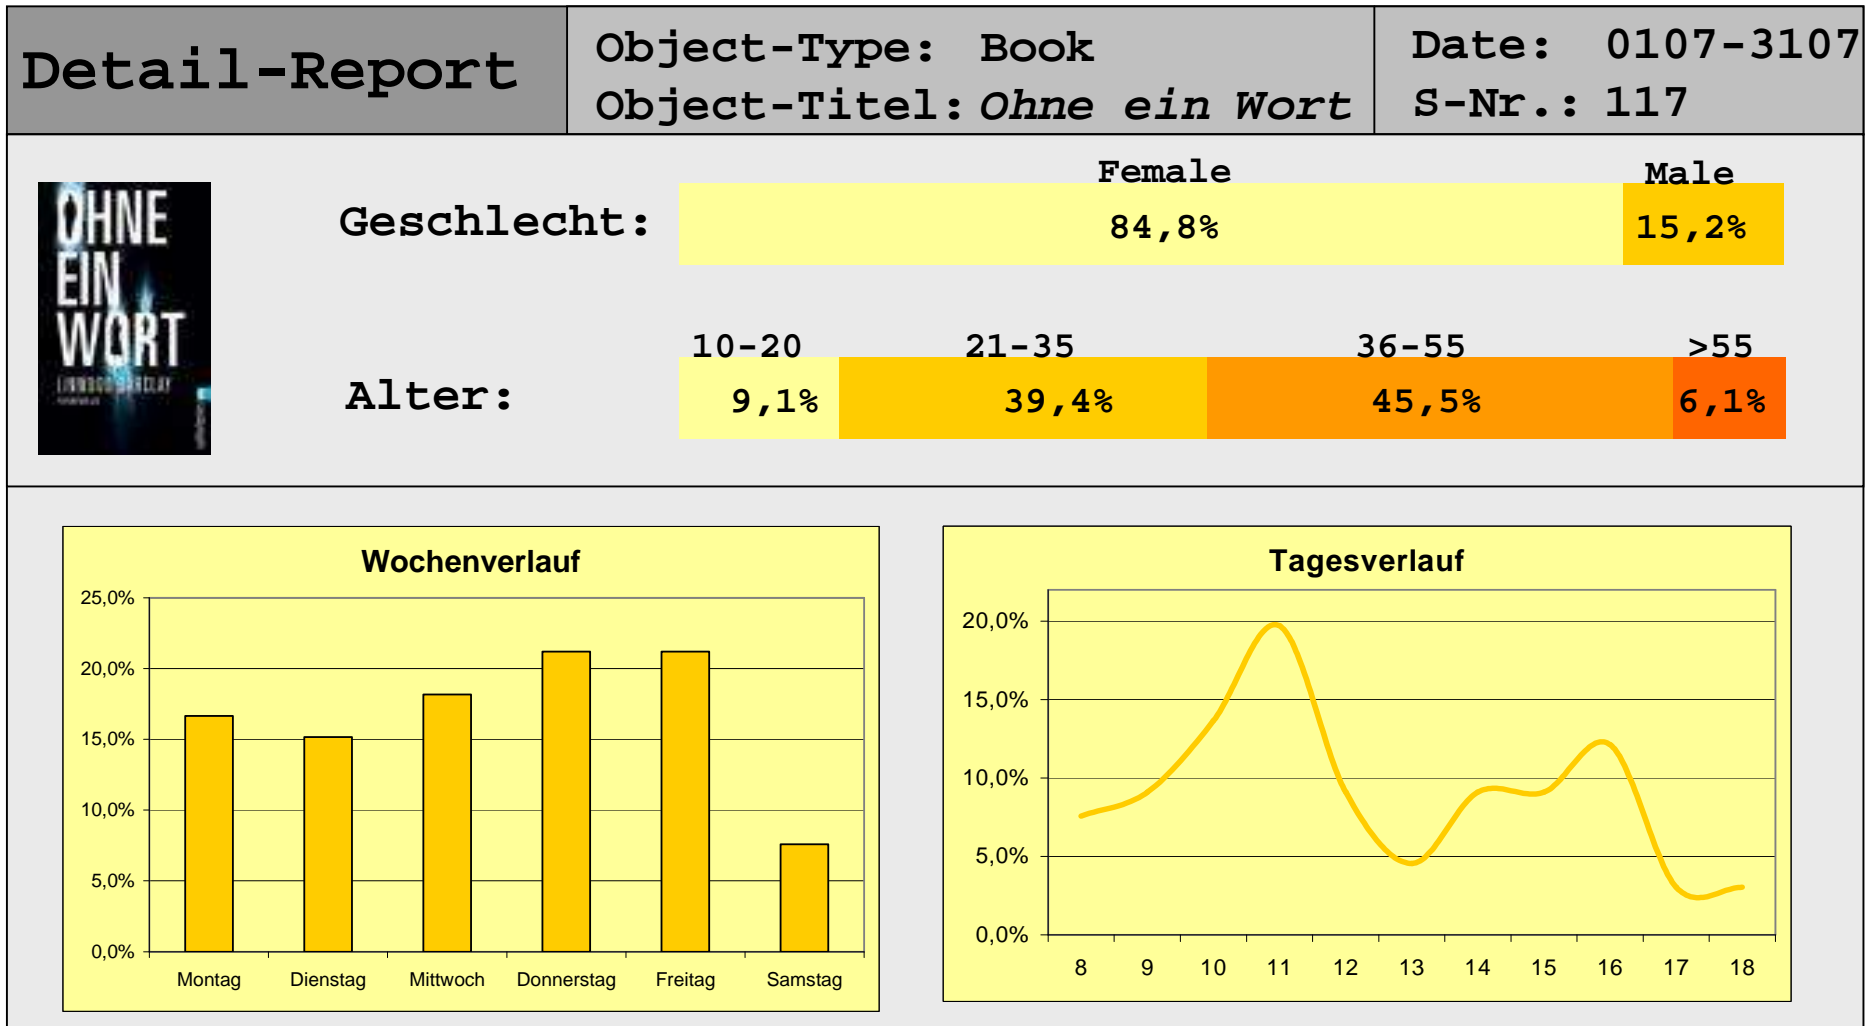 Detail-Report
Object-Type: Book
Object-Titel: Ohne ein Wort
Date: 0107-3107
S-Nr.: 117
OHNE
EIN
WORT
LINWOOD BARCLAY
Geschlecht:
Female Male
84,8% 15,2%
Alter:
10-20 21-35 36-55 >55
9,1% 39,4% 45,5% 6,1%
Wochenverlauf
25,0%
20,0%
15,0%
10,0%
5,0%
0,0%
Montag Dienstag Mittwoch Donnerstag Freitag Samstag
Tagesverlauf
20,0%
15,0%
10,0%
5,0%
0,0%
8 9 10 11 12 13 14 15 16 17 18